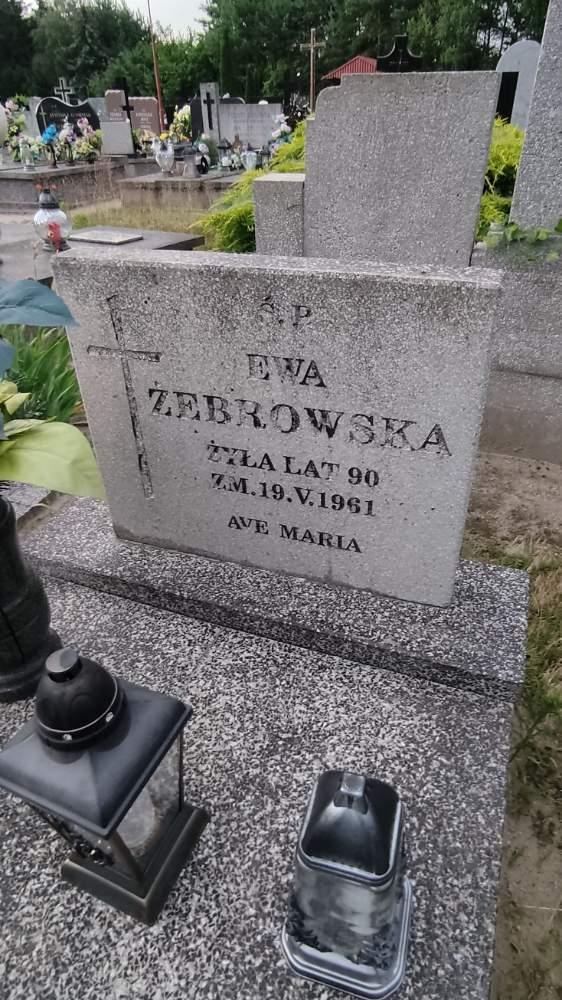 Ś.P
EWA
ŻEBROWSKA
ŻYŁA LAT 90
ZM.19.V.1961
AVE MARIA